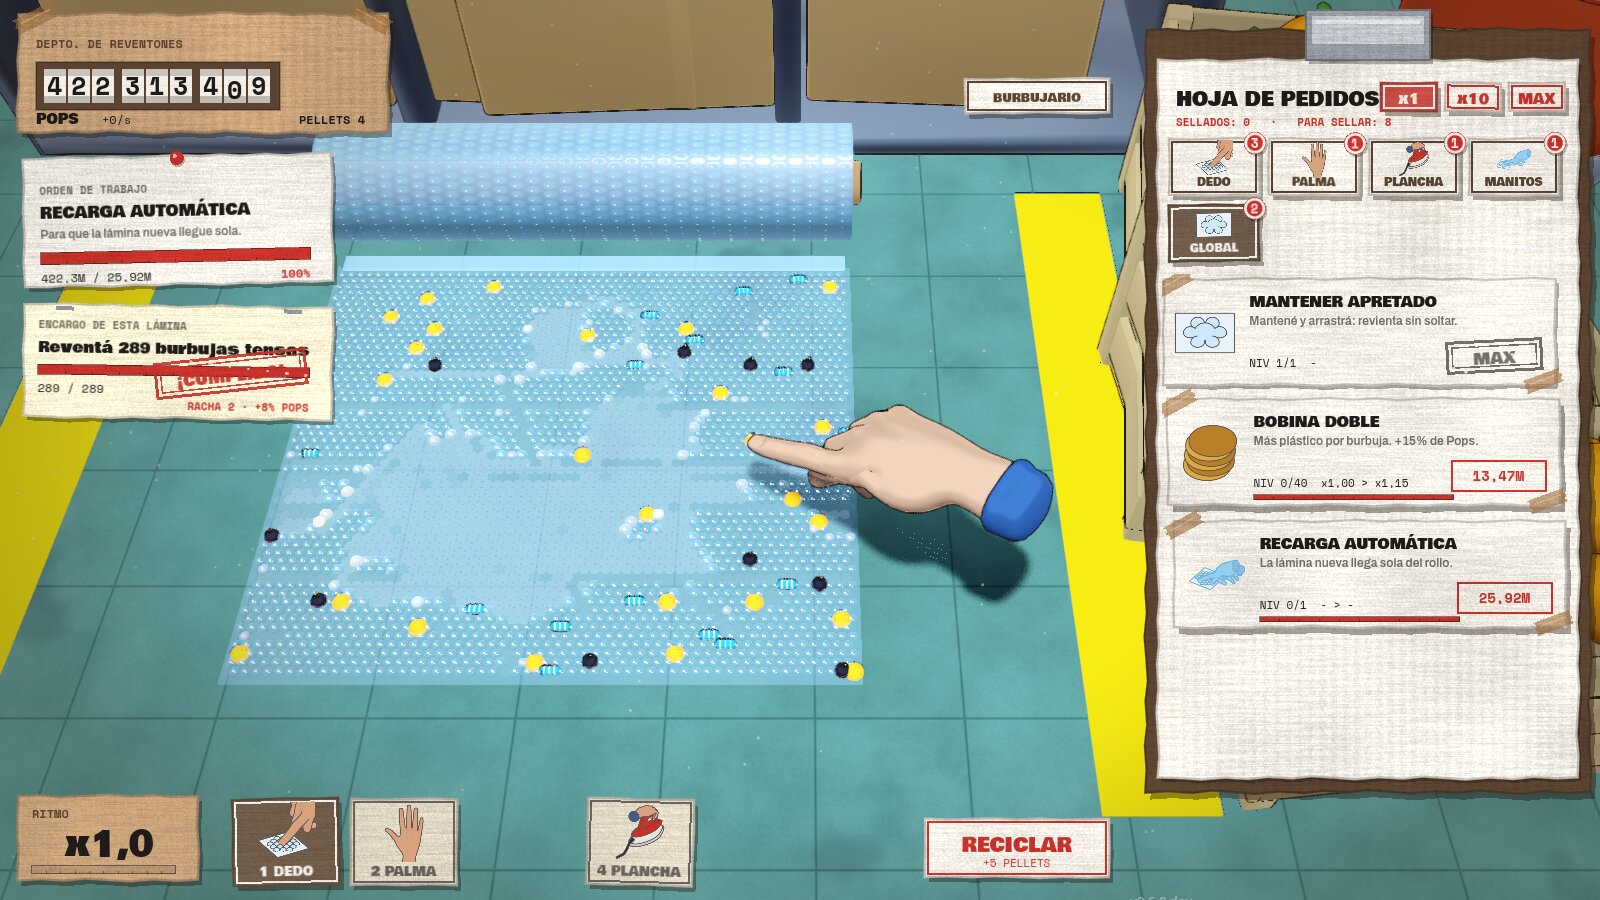 DEPTO. DE REVENTONES
422 313 409
POPS +0/s PELLETS 4
ORDEN DE TRABAJO
RECARGA AUTOMÁTICA
Para que la lámina nueva llegue sola.
422.3M / 25,92M 100%
ENCARGO DE ESTA LÁMINA
Reventá 289 burbujas tensas
289 / 289
RACHA 2 · +8% POPS
BURBUJARIO
HOJA DE PEDIDOS x1 x10 MAX
SELLADOS: 0 · PARA SELLAR: 8
3 1 1 1
DEDO PALMA PLANCHA MANITOS
2
GLOBAL
MANTENER APRETADO
Mantené y arrastrá: revienta sin soltar.
NIV 1/1 - MAX
BOBINA DOBLE
Más plástico por burbuja. +15% de Pops.
NIV 0/40 x1,00 > x1,15 13,47M
RECARGA AUTOMÁTICA
La lámina nueva llega sola del rollo.
NIV 0/1 - > - 25,92M
RITMO
x1,0
1 DEDO 2 PALMA 4 PLANCHA
RECICLAR
+5 PELLETS